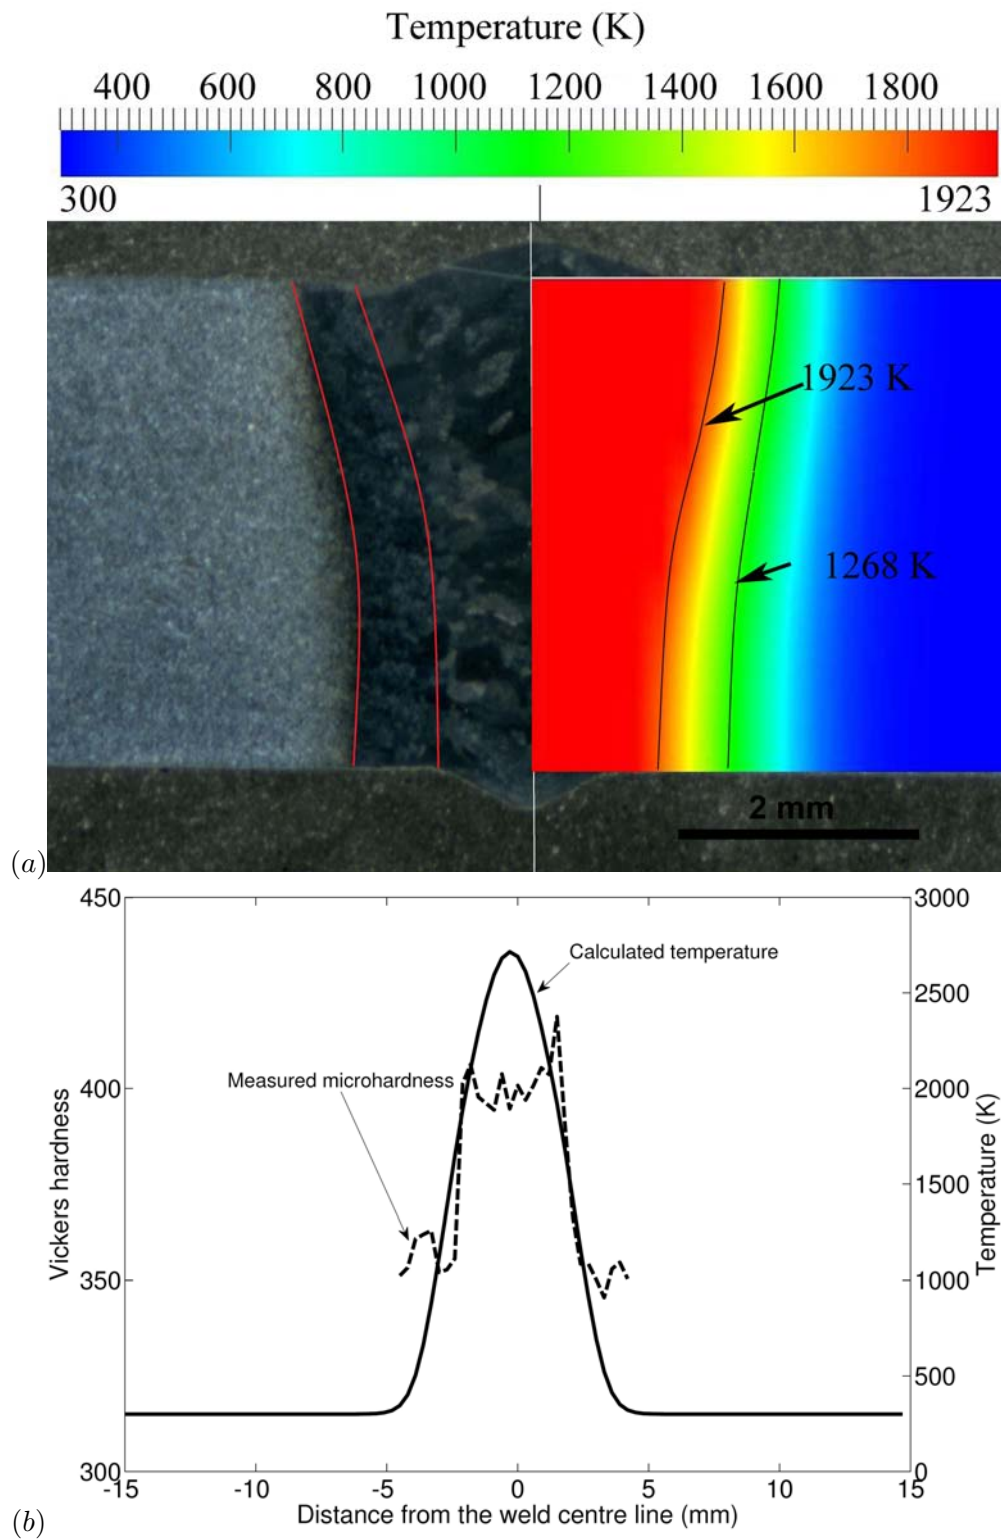 Temperature (K)
400 600 800 1000 1200 1400 1600 1800
300 1923
1923 K
1268 K
2 mm
(a)
450 3000
Calculated temperature
2500
Measured microhardness
400 2000
Vickers hardness
Temperature (K)
1500
350 1000
500
300 0
-15 -10 -5 0 5 10 15
Distance from the weld centre line (mm)
(b)